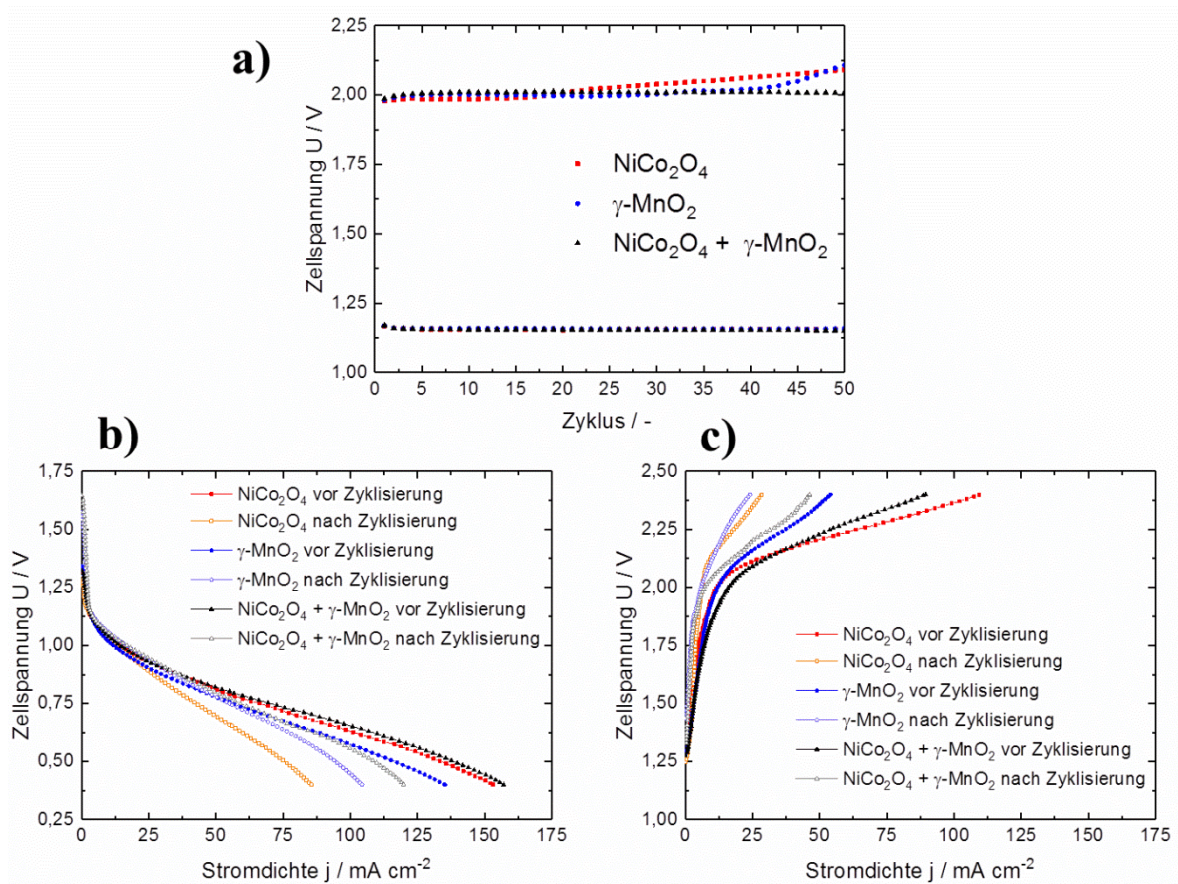 a)
2,25
2,00
1,75
1,50
1,25
1,00
Zellspannung U / V
NiCo₂O₄
γ-MnO₂
NiCo₂O₄ + γ-MnO₂
0 5 10 15 20 25 30 35 40 45 50
Zyklus / -
b)
1,75
1,50
1,25
1,00
0,75
0,50
0,25
Zellspannung U / V
NiCo₂O₄ vor Zyklisierung
NiCo₂O₄ nach Zyklisierung
γ-MnO₂ vor Zyklisierung
γ-MnO₂ nach Zyklisierung
NiCo₂O₄ + γ-MnO₂ vor Zyklisierung
NiCo₂O₄ + γ-MnO₂ nach Zyklisierung
0 25 50 75 100 125 150 175
Stromdichte j / mA cm⁻²
c)
2,50
2,25
2,00
1,75
1,50
1,25
1,00
Zellspannung U / V
NiCo₂O₄ vor Zyklisierung
NiCo₂O₄ nach Zyklisierung
γ-MnO₂ vor Zyklisierung
γ-MnO₂ nach Zyklisierung
NiCo₂O₄ + γ-MnO₂ vor Zyklisierung
NiCo₂O₄ + γ-MnO₂ nach Zyklisierung
0 25 50 75 100 125 150 175
Stromdichte j / mA cm⁻²